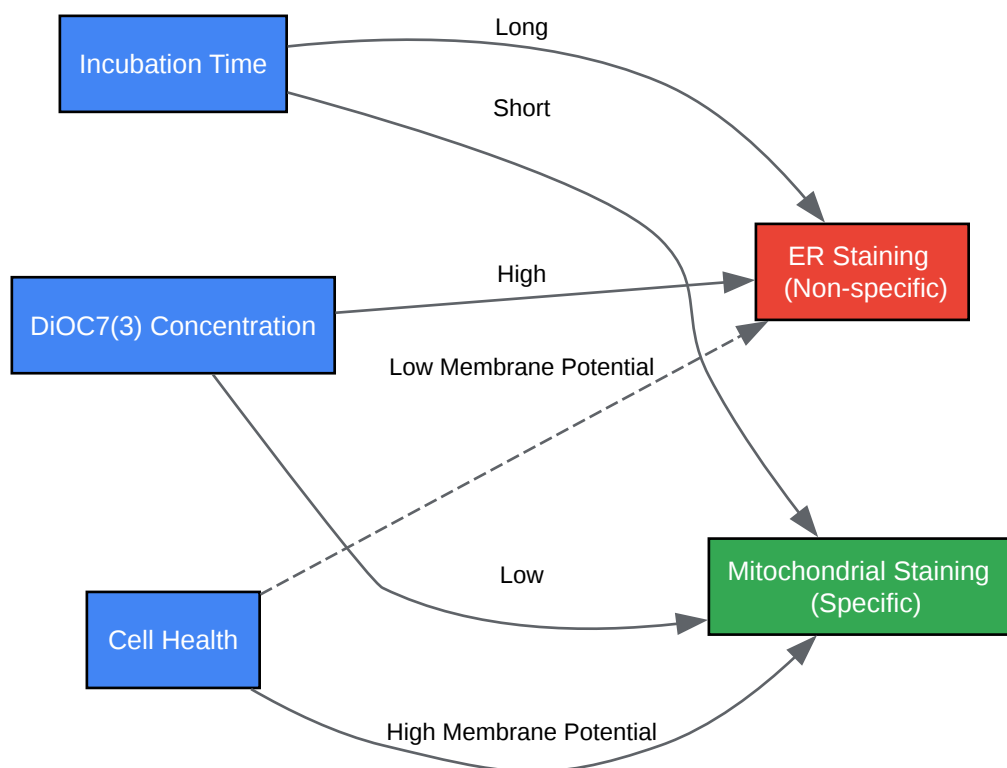 Long
Incubation Time
Short
ER Staining
(Non-specific)
High
DiOC7(3) Concentration
Low Membrane Potential
Mitochondrial Staining
(Specific)
Low
Cell Health
High Membrane Potential